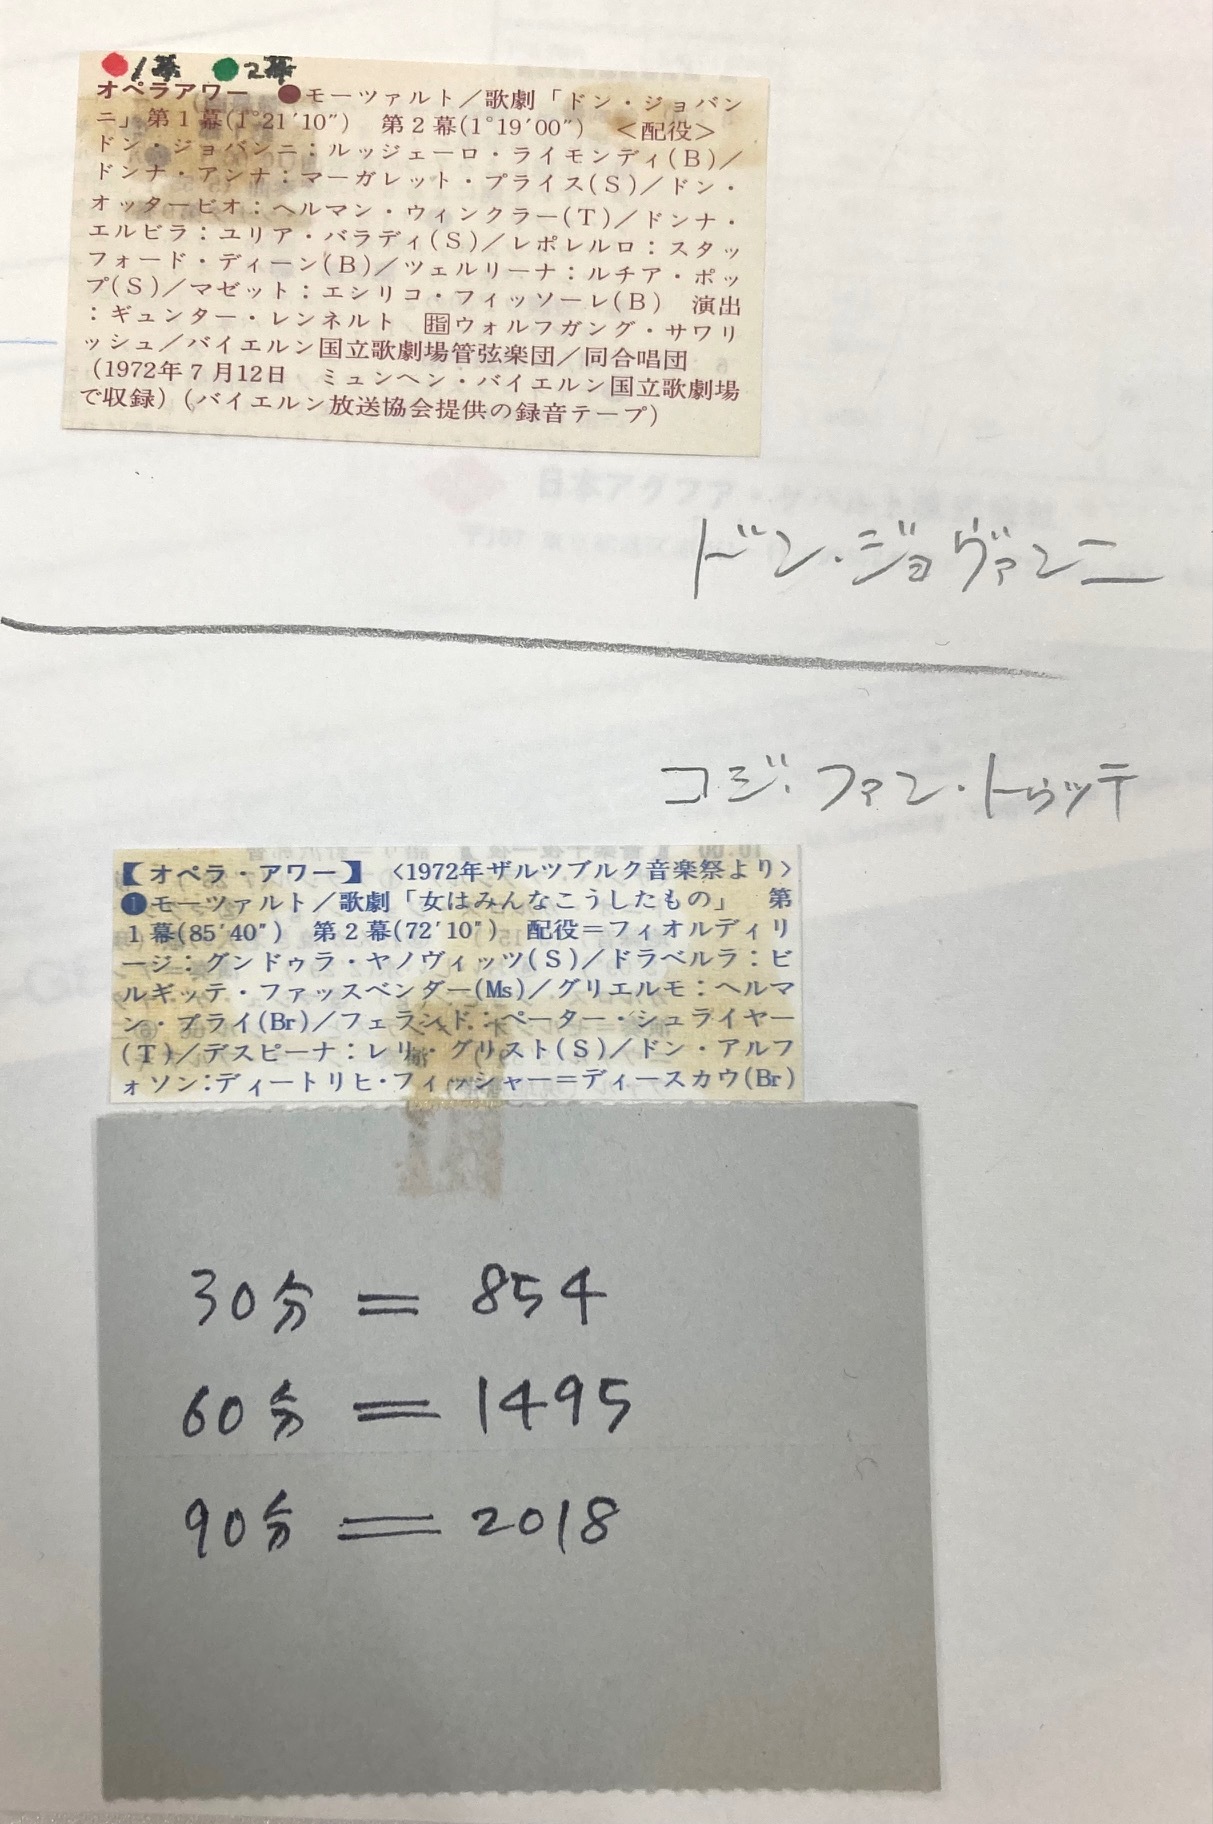 ●1幕 ●2幕
オペラアワー ●モーツァルト／歌劇「ドン・ジョバン
ニ」第１幕(1°21′10″) 第２幕(1°19′00″) ＜配役＞
ドン・ジョバンニ：ルッジェーロ・ライモンディ(Ｂ)／
ドンナ・アンナ：マーガレット・プライス(Ｓ)／ドン・
オッタービオ：ヘルマン・ウィンクラー(Ｔ)／ドンナ・
エルビラ：ユリア・バラディ(Ｓ)／レポレルロ：スタッ
フォード・ディーン(Ｂ)／ツェルリーナ：ルチア・ポッ
プ(Ｓ)／マゼット：エンリコ・フィッソーレ(Ｂ) 演出
：ギュンター・レンネルト 指ウォルフガング・サワリ
ッシュ／バイエルン国立歌劇場管弦楽団／同合唱団
（1972年７月12日 ミュンヘン・バイエルン国立歌劇場
で収録）（バイエルン放送協会提供の録音テープ）
日本アグファ・ゲバルト株式会社
ドン・ジョヴァンニ
コジ・ファン・トゥッテ
【オペラ・アワー】 〈1972年ザルツブルク音楽祭より〉
❶モーツァルト／歌劇「女はみんなこうしたもの」 第
１幕(85′40″) 第２幕(72′10″) 配役＝フィオルディリ
ージ：グンドゥラ・ヤノヴィッツ(Ｓ)／ドラベルラ：ビ
ルギッテ・ファッスベンダー(Ms)／グリエルモ：ヘルマ
ン・プライ(Br)／フェランド：ペーター・シュライヤー
(Ｔ)／デスピーナ：レリ・グリスト(Ｓ)／ドン・アルフ
ォソン：ディートリヒ・フィッシャー＝ディースカウ(Br)
30分 = 854
60分 = 1495
90分 = 2018